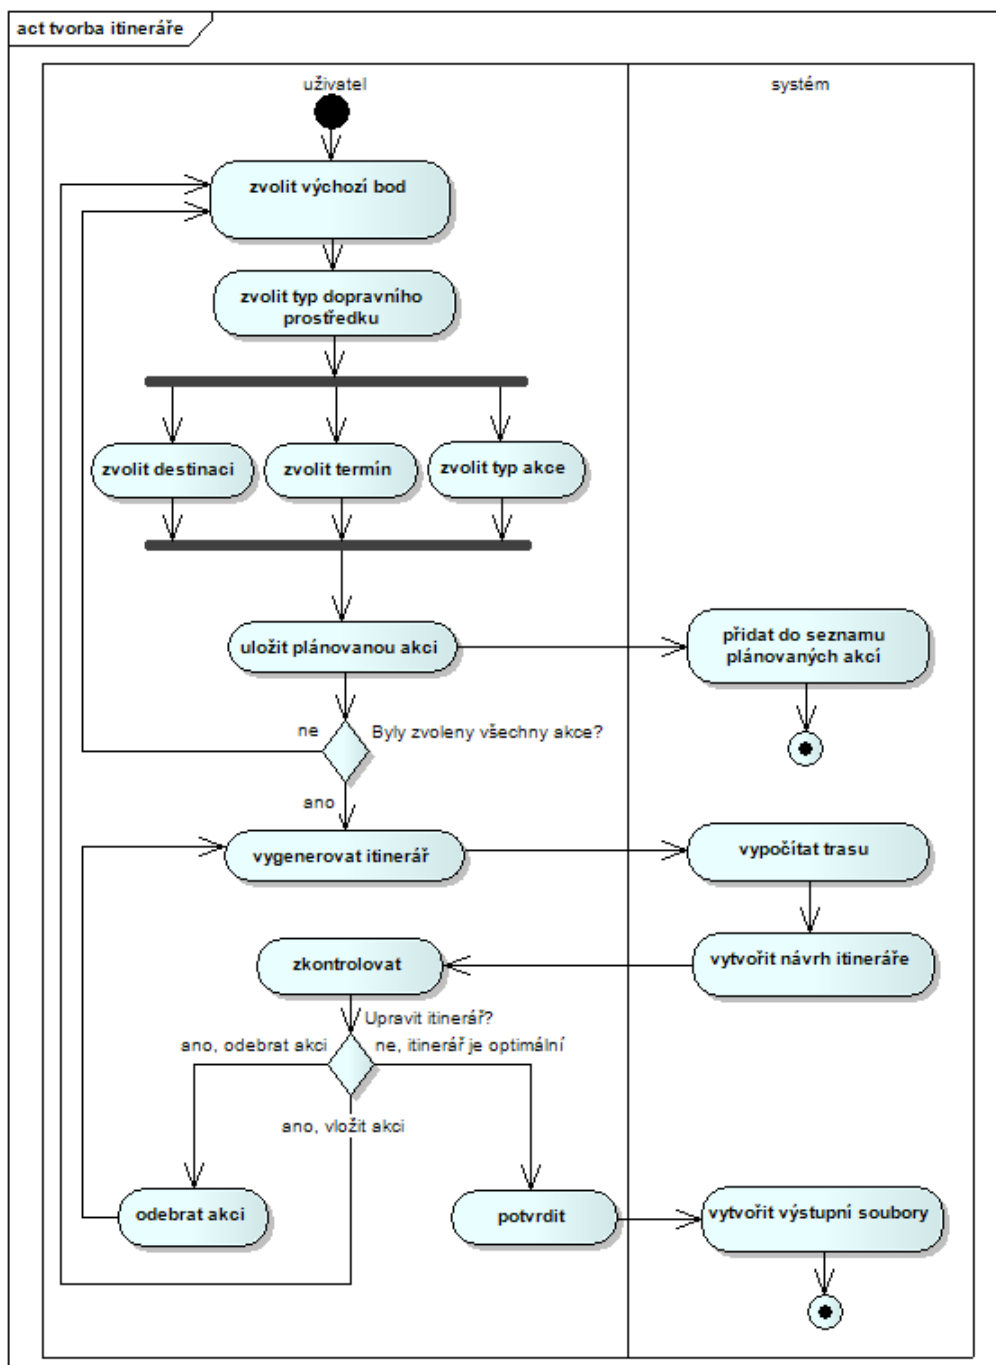 act tvorba itineráře
uživatel
systém
zvolit výchozí bod
zvolit typ dopravního
prostředku
zvolit destinaci
zvolit termín
zvolit typ akce
uložit plánovanou akci
přidat do seznamu
plánovaných akcí
ne
Byly zvoleny všechny akce?
ano
vygenerovat itinerář
vypočítat trasu
zkontrolovat
vytvořit návrh itineráře
Upravit itinerář?
ano, odebrat akci
ne, itinerář je optimální
ano, vložit akci
odebrat akci
potvrdit
vytvořit výstupní soubory